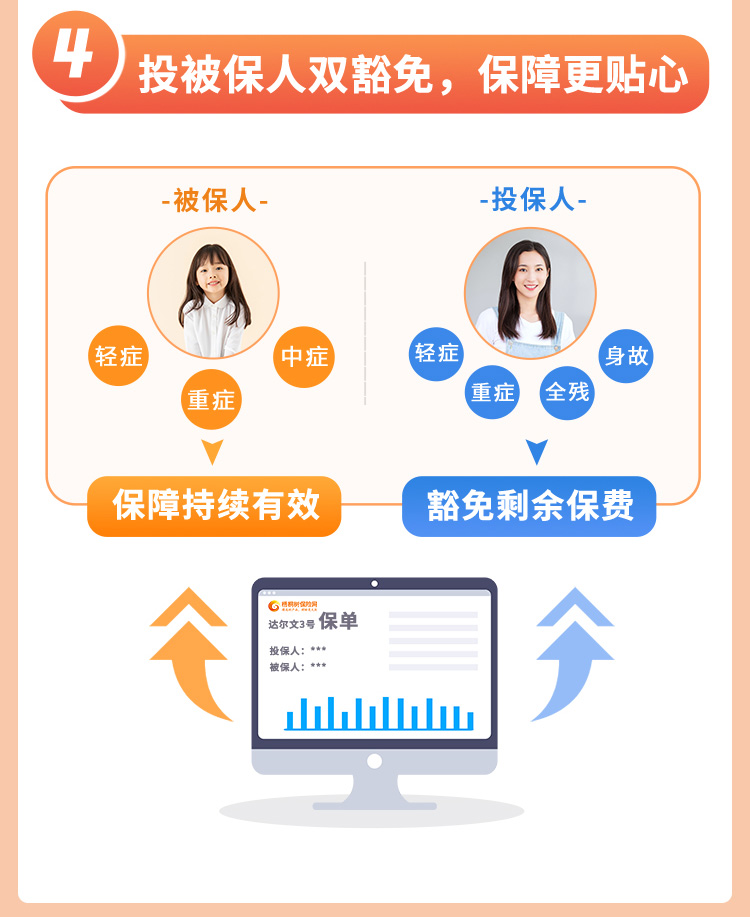 4
投被保人双豁免，保障更贴心
-被保人-
-投保人-
轻症
中症
重症
轻症
重症
全残
身故
保障持续有效
豁免剩余保费
达尔文3号 保单
投保人：***
被保人：***